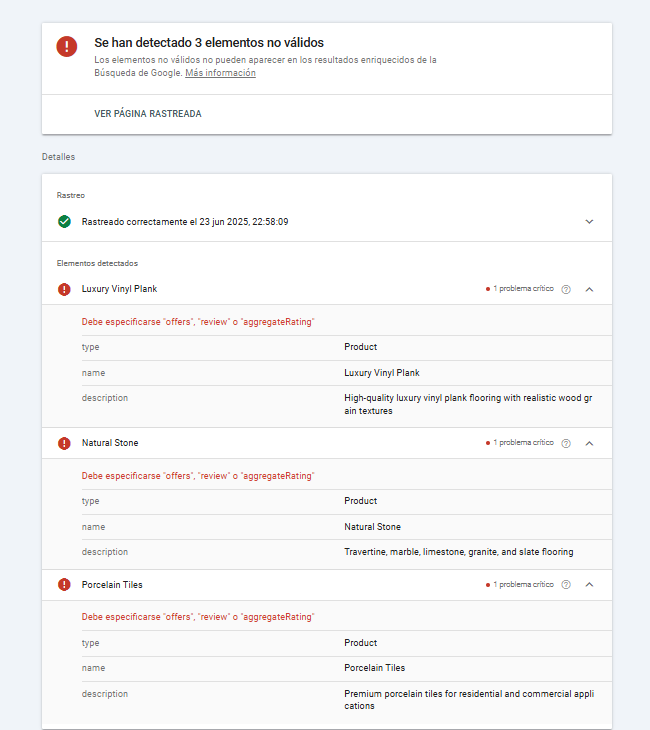 Se han detectado 3 elementos no válidos
Los elementos no válidos no pueden aparecer en los resultados enriquecidos de la
Búsqueda de Google. Más información
VER PÁGINA RASTREADA
Detalles
Rastreo
Rastreado correctamente el 23 jun 2025, 22:58:09
Elementos detectados
Luxury Vinyl Plank 1 problema crítico
Debe especificarse "offers", "review" o "aggregateRating"
type Product
name Luxury Vinyl Plank
description High-quality luxury vinyl plank flooring with realistic wood gr
ain textures
Natural Stone 1 problema crítico
Debe especificarse "offers", "review" o "aggregateRating"
type Product
name Natural Stone
description Travertine, marble, limestone, granite, and slate flooring
Porcelain Tiles 1 problema crítico
Debe especificarse "offers", "review" o "aggregateRating"
type Product
name Porcelain Tiles
description Premium porcelain tiles for residential and commercial appli
cations